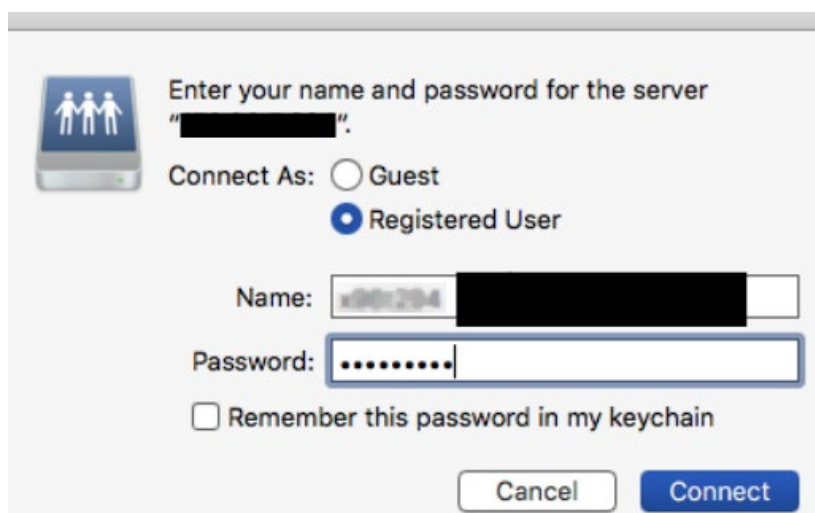 Enter your name and password for the server
“ ”.
Connect As: Guest
Registered User
Name:
Password: •••••••••
Remember this password in my keychain
Cancel Connect